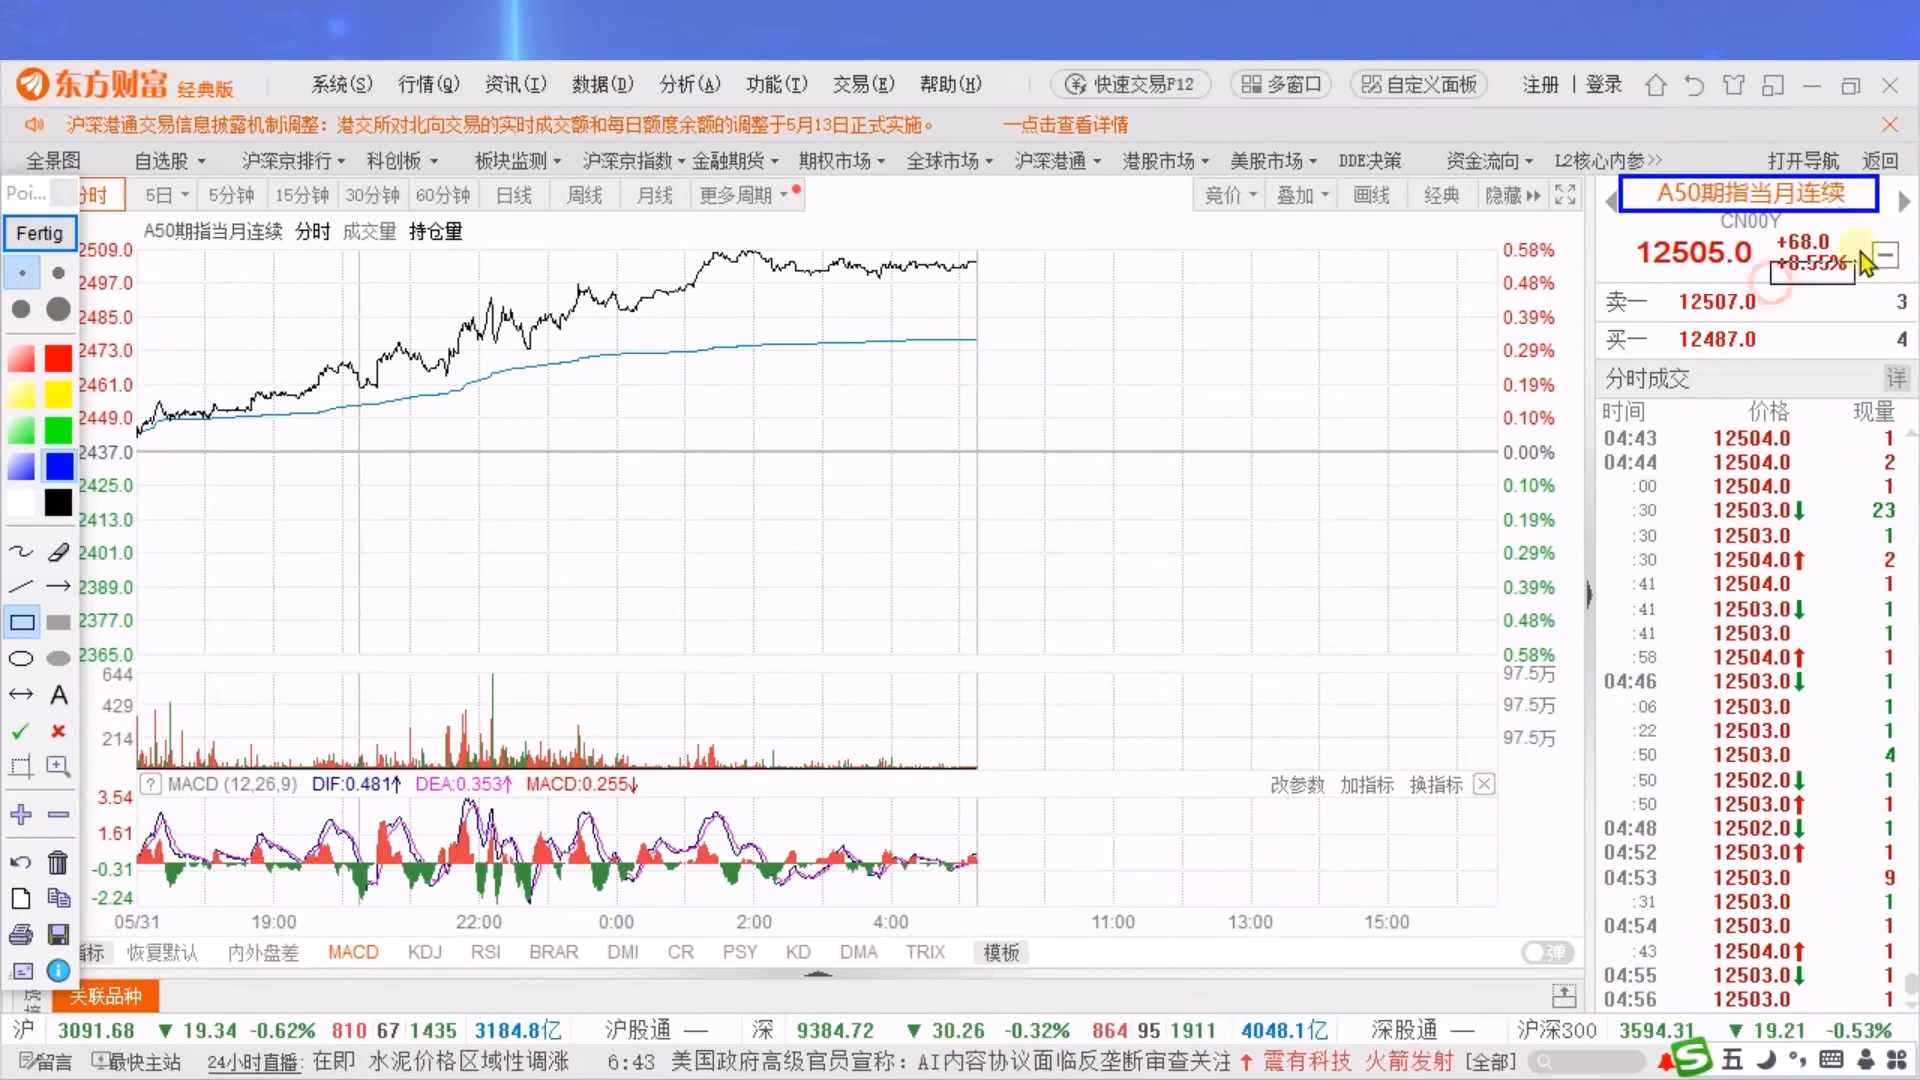 东方财富 经典版 系统(S) 行情(Q) 资讯(I) 数据(D) 分析(A) 功能(T) 交易(E) 帮助(H) 快速交易F12 多窗口 自定义面板 注册 | 登录
沪深港通交易信息披露机制调整：港交所对北向交易的实时成交额和每日额度余额的调整于5月13日正式实施。 一点击查看详情
全景图 自选股 沪深京排行 科创板 板块监测 沪深京指数 金融期货 期权市场 全球市场 沪深港通 港股市场 美股市场 DDE决策 资金流向 L2核心内参>> 打开导航 返回
Poi... 分时 5日 5分钟 15分钟 30分钟 60分钟 日线 周线 月线 更多周期 竞价 叠加 画线 经典 隐藏
A50期指当月连续
CN00Y
Fertig
A50期指当月连续 分时 成交量 持仓量
12505.0 +68.0
卖一 12507.0 3
买一 12487.0 4
分时成交 详
时间 价格 现量
04:43 12504.0 1
04:44 12504.0 2
:00 12504.0 1
:30 12503.0 23
:30 12503.0 1
:30 12504.0 2
:41 12504.0 1
:41 12503.0 1
:41 12503.0 1
:58 12504.0 1
04:46 12503.0 1
:06 12503.0 1
:22 12503.0 1
:50 12503.0 4
:50 12502.0 1
:50 12503.0 1
04:48 12502.0 1
04:52 12503.0 1
04:53 12503.0 9
:31 12503.0 1
04:54 12503.0 1
:43 12504.0 1
04:55 12503.0 1
04:56 12503.0 1
2509.0 0.58%
2497.0 0.48%
2485.0 0.39%
2473.0 0.29%
2461.0 0.19%
2449.0 0.10%
2437.0 0.00%
2425.0 0.10%
2413.0 0.19%
2401.0 0.29%
2389.0 0.39%
2377.0 0.48%
2365.0 0.58%
644 97.5万
429 97.5万
214 97.5万
? MACD (12,26,9) DIF:0.481↑ DEA:0.353↑ MACD:0.255↓ 改参数 加指标 换指标
3.54
1.61
-0.31
-2.24
05/31 19:00 22:00 0:00 2:00 4:00 11:00 13:00 15:00
指标 恢复默认 内外盘差 MACD KDJ RSI BRAR DMI CR PSY KD DMA TRIX 模板 弹
关联品种
沪 3091.68 ▼ 19.34 -0.62% 810 67 1435 3184.8亿 沪股通 — 深 9384.72 ▼ 30.26 -0.32% 864 95 1911 4048.1亿 深股通 — 沪深300 3594.31 ▼ 19.21 -0.53%
留言 最快主站 24小时直播: 在即 水泥价格区域性调涨 6:43 美国政府高级官员宣称：AI内容协议面临反垄断审查关注 ↑ 震有科技 火箭发射 [全部] 五